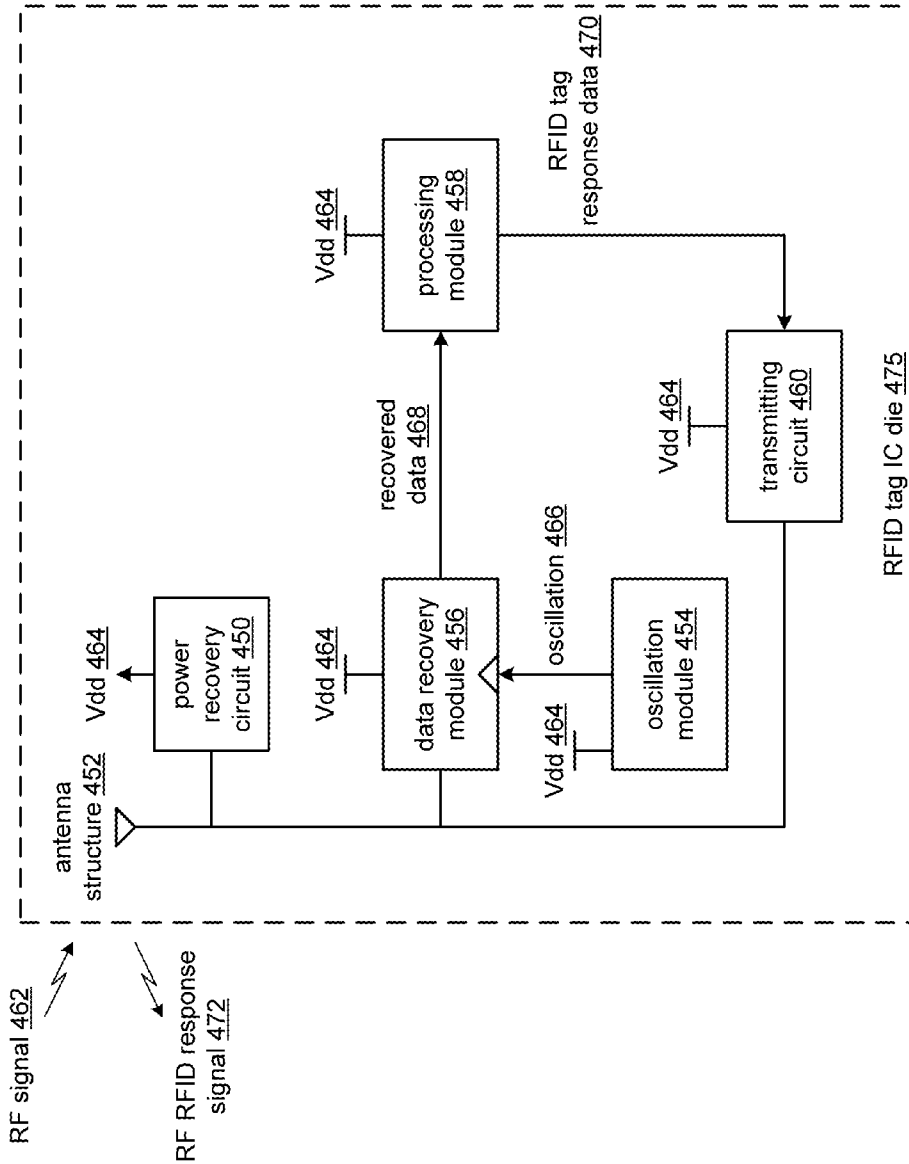 RF signal 462
RF RFID response
signal 472
antenna
structure 452
Vdd 464
power
recovery
circuit 450
Vdd 464
data recovery
module 456
recovered
data 468
Vdd 464
processing
module 458
oscillation 466
Vdd 464
oscillation
module 454
RFID tag
response data 470
Vdd 464
transmitting
circuit 460
RFID tag IC die 475